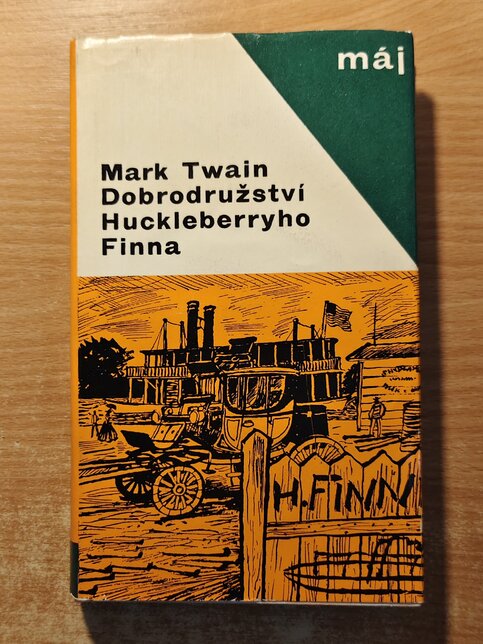 máj
Mark Twain
Dobrodružství
Huckleberryho
Finna
H. FINN